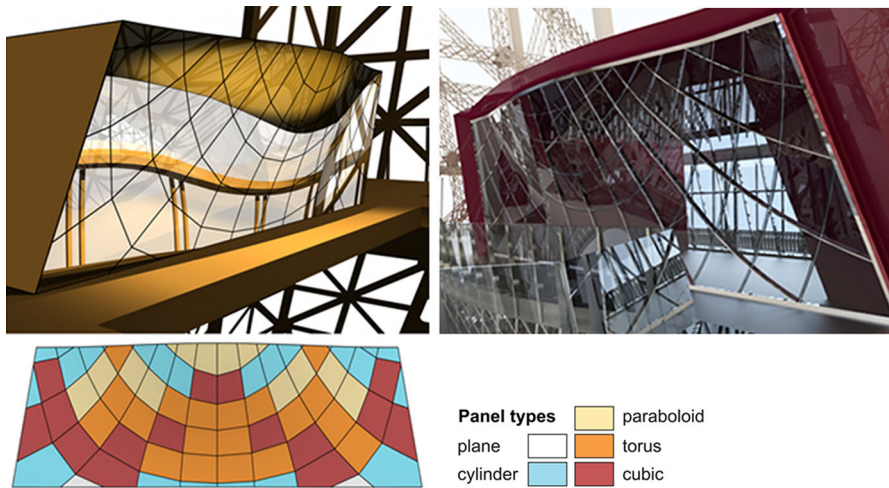 Panel types
paraboloid
plane
torus
cylinder
cubic